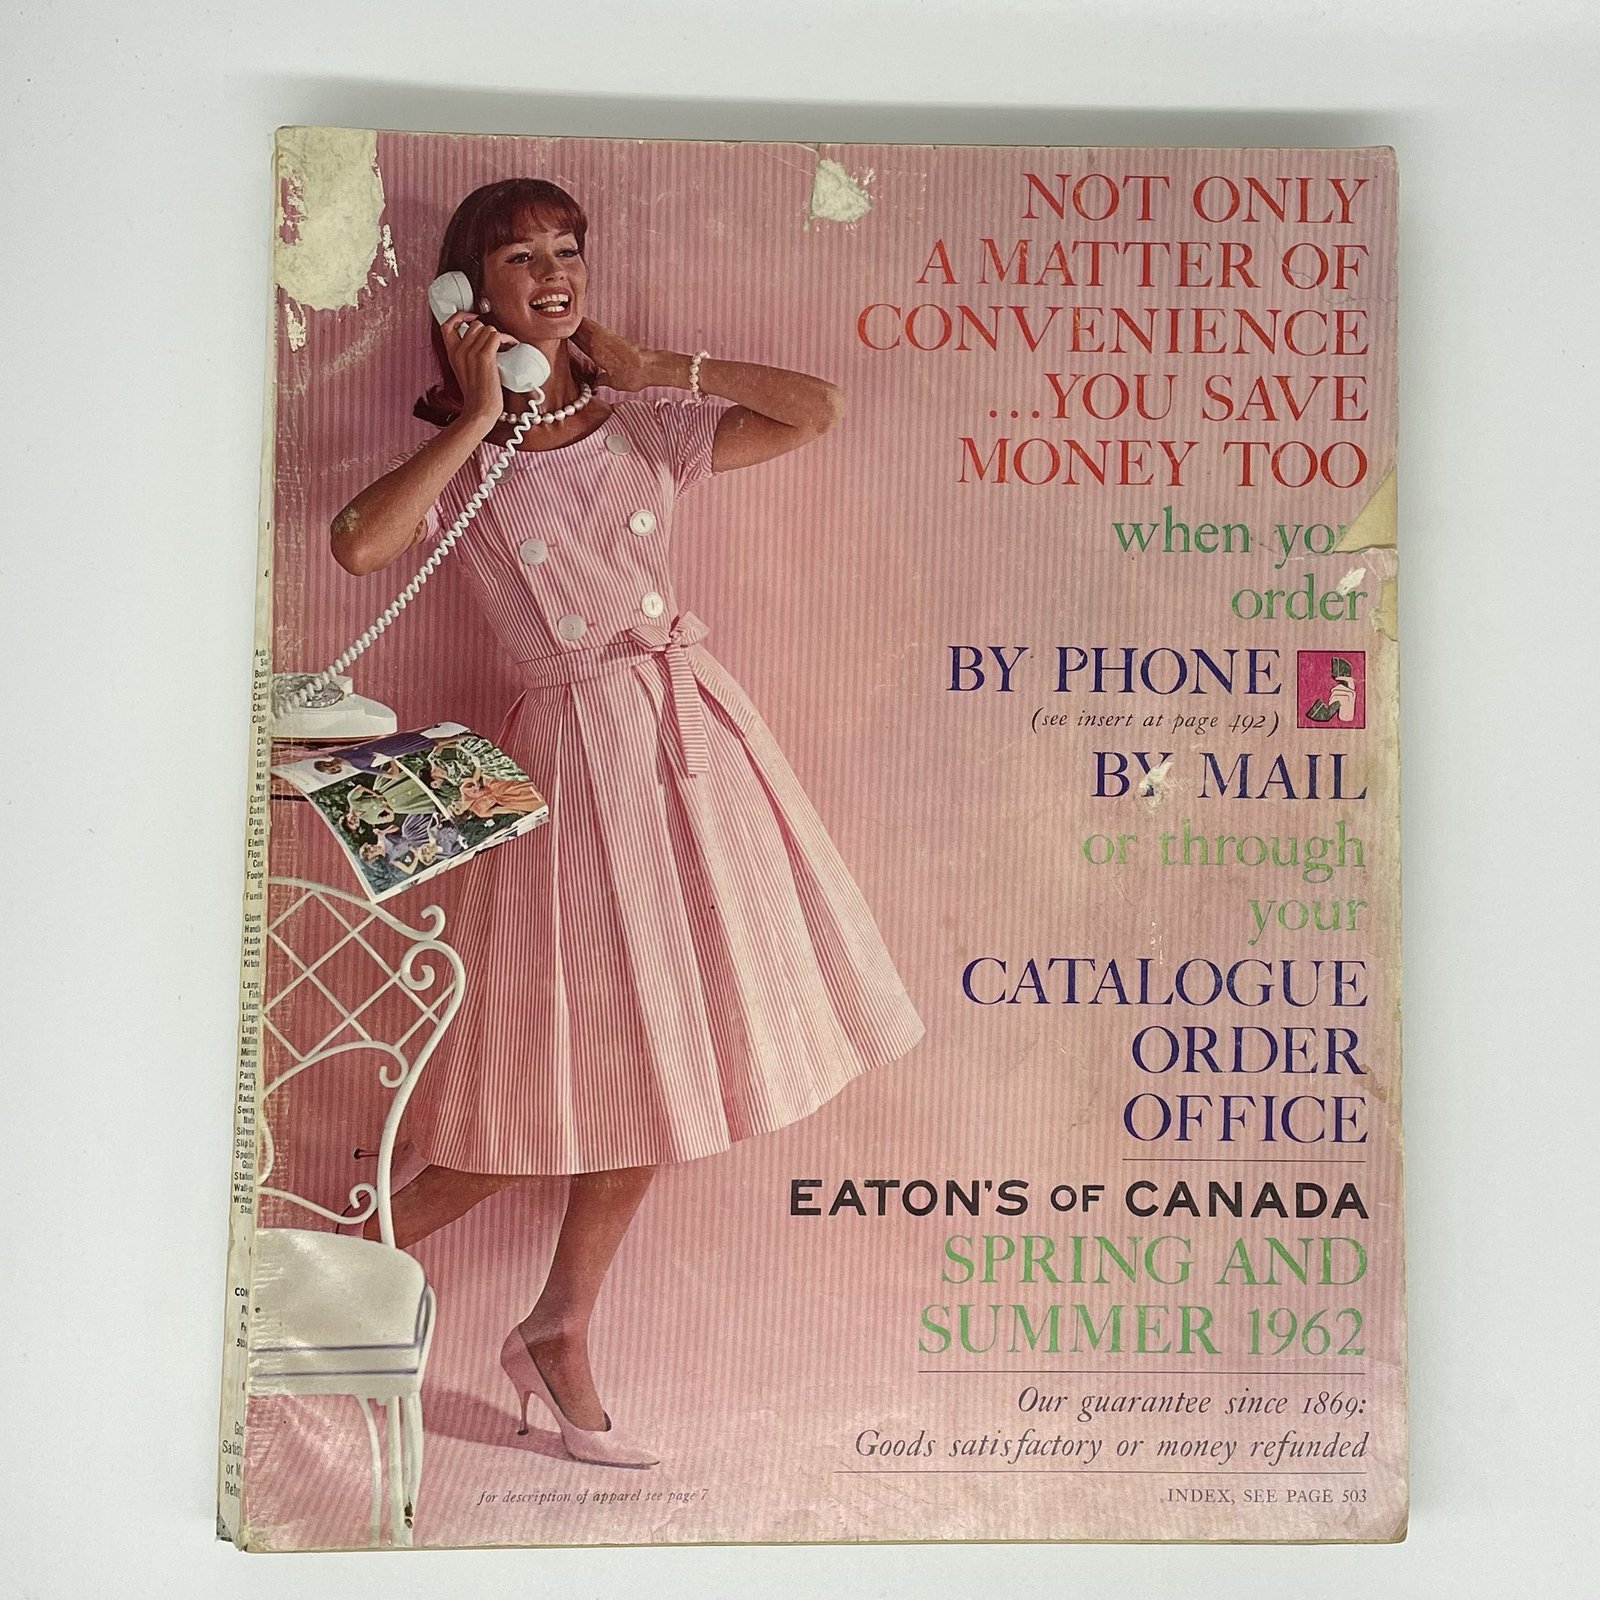 NOT ONLY
A MATTER OF
CONVENIENCE
...YOU SAVE
MONEY TOO
when you
order
BY PHONE
(see insert at page 492)
BY MAIL
or through
your
CATALOGUE
ORDER
OFFICE
EATON'S OF CANADA
SPRING AND
SUMMER 1962
Our guarantee since 1869:
Goods satisfactory or money refunded
for description of apparel see page 7
INDEX, SEE PAGE 503